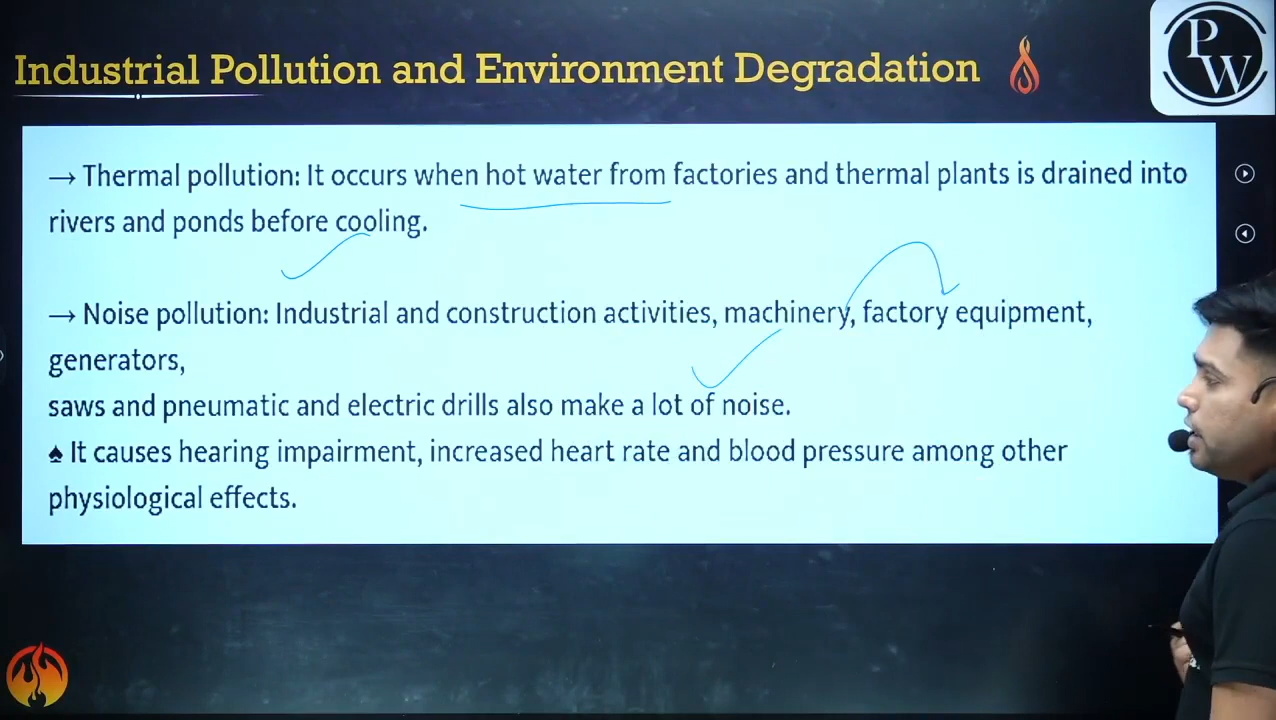 Industrial Pollution and Environment Degradation
PW
→ Thermal pollution: It occurs when hot water from factories and thermal plants is drained into
rivers and ponds before cooling.
→ Noise pollution: Industrial and construction activities, machinery, factory equipment,
generators,
saws and pneumatic and electric drills also make a lot of noise.
♠ It causes hearing impairment, increased heart rate and blood pressure among other
physiological effects.